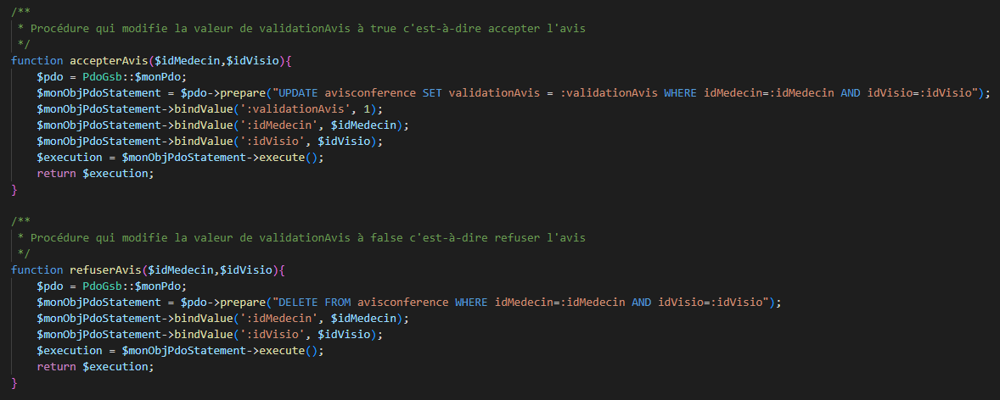 /**
 * Procédure qui modifie la valeur de validationAvis à true c'est-à-dire accepter l'avis
 */
function accepterAvis($idMedecin,$idVisio){
    $pdo = PdoGsb::$monPdo;
    $monObjPdoStatement = $pdo->prepare("UPDATE avisconference SET validationAvis = :validationAvis WHERE idMedecin=:idMedecin AND idVisio=:idVisio");
    $monObjPdoStatement->bindValue(':validationAvis', 1);
    $monObjPdoStatement->bindValue(':idMedecin', $idMedecin);
    $monObjPdoStatement->bindValue(':idVisio', $idVisio);
    $execution = $monObjPdoStatement->execute();
    return $execution;
}

/**
 * Procédure qui modifie la valeur de validationAvis à false c'est-à-dire refuser l'avis
 */
function refuserAvis($idMedecin,$idVisio){
    $pdo = PdoGsb::$monPdo;
    $monObjPdoStatement = $pdo->prepare("DELETE FROM avisconference WHERE idMedecin=:idMedecin AND idVisio=:idVisio");
    $monObjPdoStatement->bindValue(':idMedecin', $idMedecin);
    $monObjPdoStatement->bindValue(':idVisio', $idVisio);
    $execution = $monObjPdoStatement->execute();
    return $execution;
}